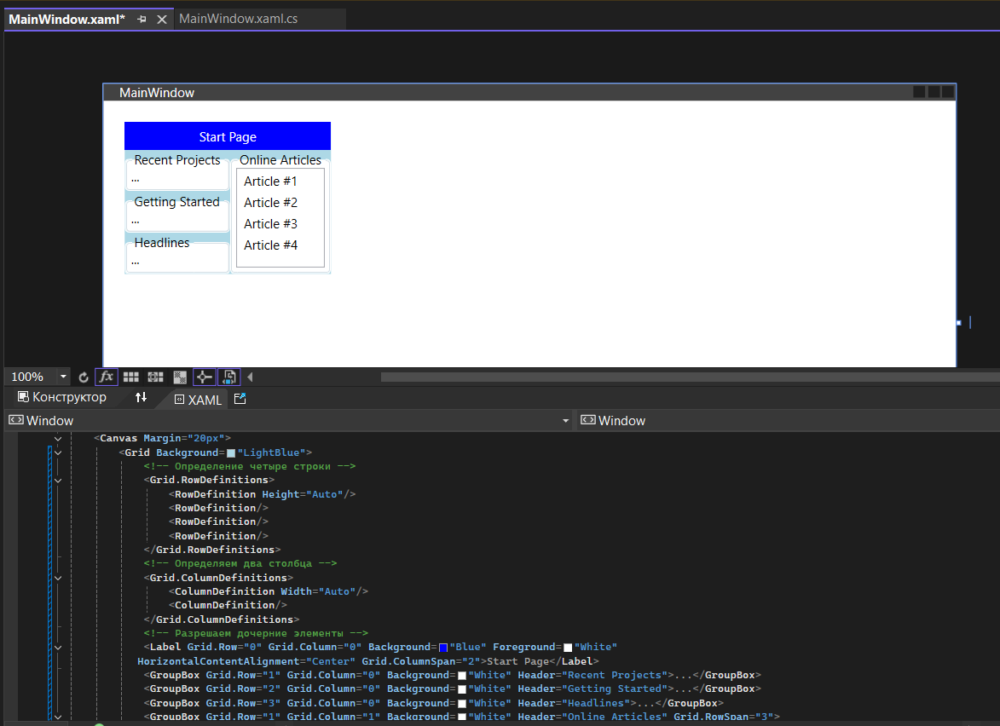 MainWindow.xaml*
MainWindow.xaml.cs
MainWindow
Start Page
Recent Projects
...
Getting Started
...
Headlines
...
Online Articles
Article #1
Article #2
Article #3
Article #4
100%
fx
Конструктор
XAML
Window
Window
<Canvas Margin="20px">
<Grid Background="LightBlue">
<!-- Определение четыре строки -->
<Grid.RowDefinitions>
<RowDefinition Height="Auto"/>
<RowDefinition/>
<RowDefinition/>
<RowDefinition/>
</Grid.RowDefinitions>
<!-- Определяем два столбца -->
<Grid.ColumnDefinitions>
<ColumnDefinition Width="Auto"/>
<ColumnDefinition/>
</Grid.ColumnDefinitions>
<!-- Разрешаем дочерние элементы -->
<Label Grid.Row="0" Grid.Column="0" Background="Blue" Foreground="White"
HorizontalContentAlignment="Center" Grid.ColumnSpan="2">Start Page</Label>
<GroupBox Grid.Row="1" Grid.Column="0" Background="White" Header="Recent Projects">...</GroupBox>
<GroupBox Grid.Row="2" Grid.Column="0" Background="White" Header="Getting Started">...</GroupBox>
<GroupBox Grid.Row="3" Grid.Column="0" Background="White" Header="Headlines">...</GroupBox>
<GroupBox Grid.Row="1" Grid.Column="1" Background="White" Header="Online Articles" Grid.RowSpan="3">